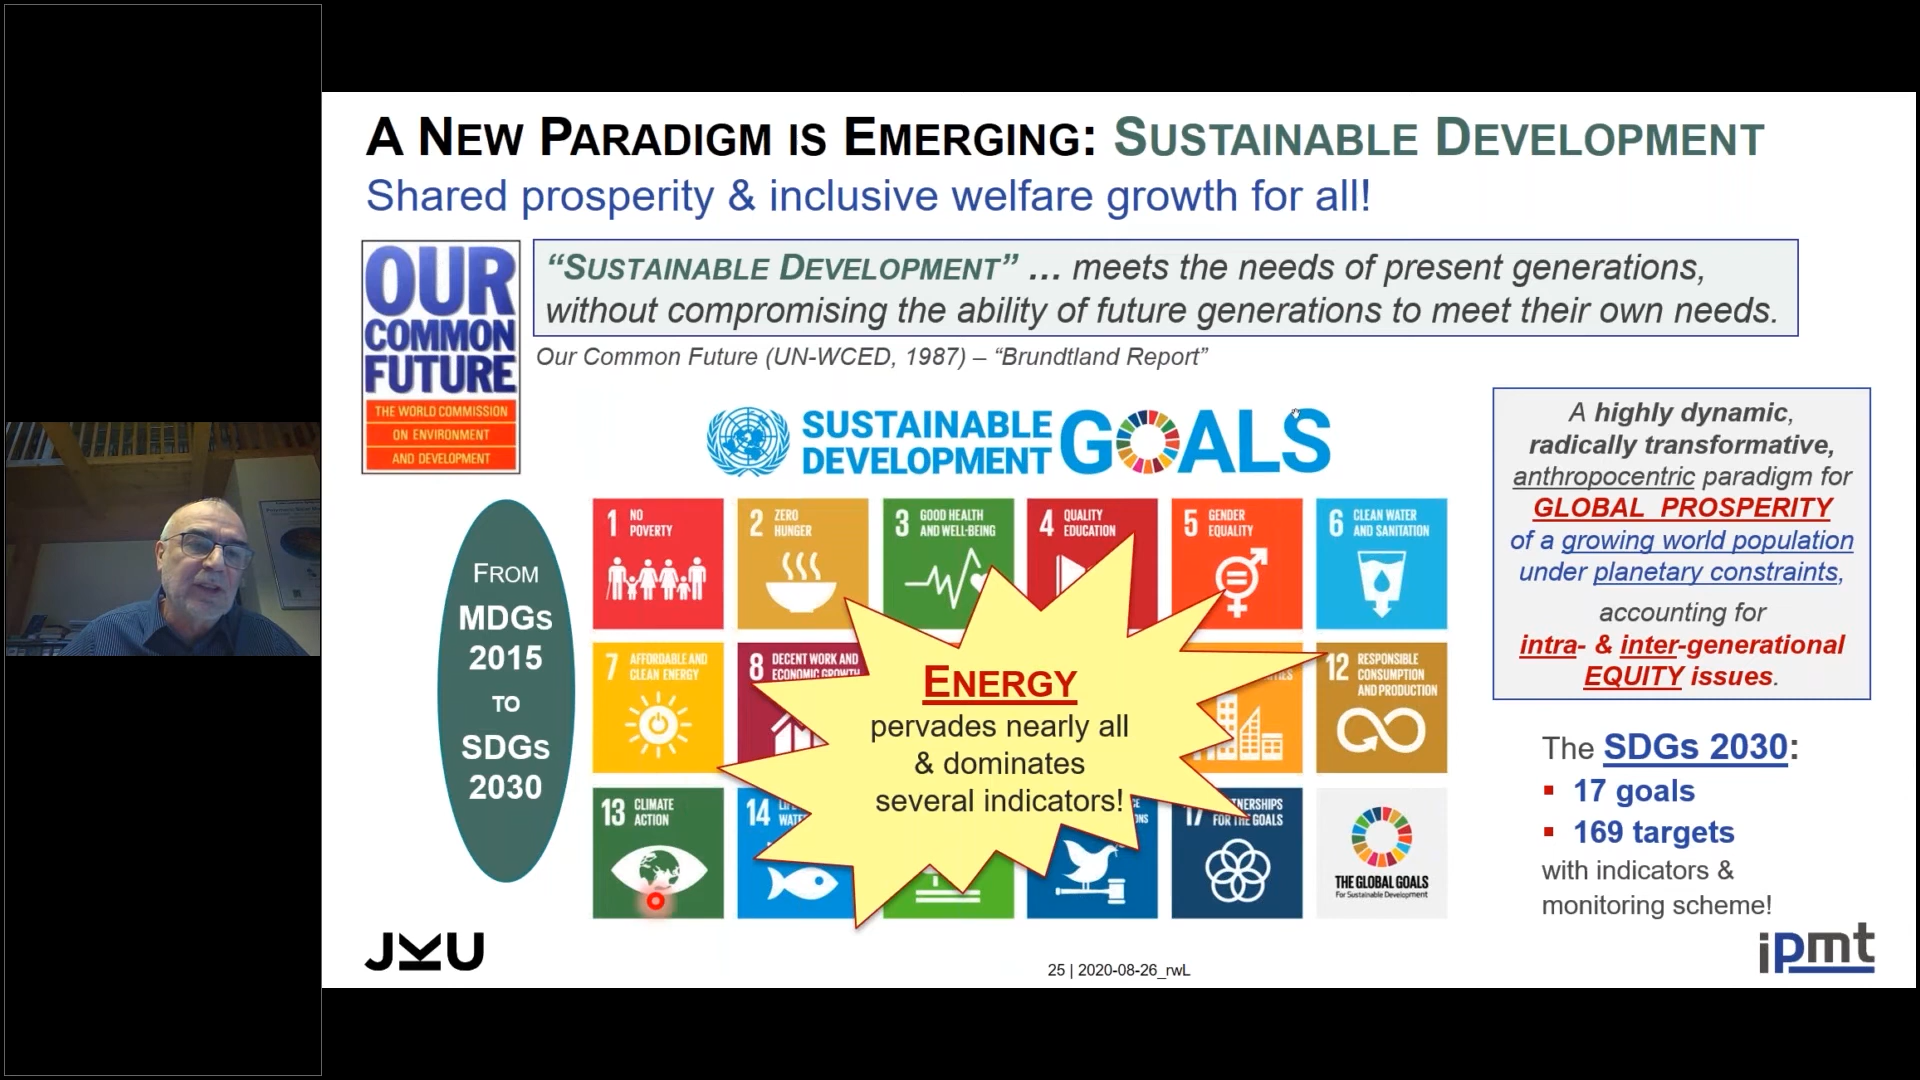 A NEW PARADIGM IS EMERGING: SUSTAINABLE DEVELOPMENT
Shared prosperity & inclusive welfare growth for all!
OUR
COMMON
FUTURE
THE WORLD COMMISSION
ON ENVIRONMENT
AND DEVELOPMENT
“SUSTAINABLE DEVELOPMENT” … meets the needs of present generations,
without compromising the ability of future generations to meet their own needs.
Our Common Future (UN-WCED, 1987) – “Brundtland Report”
SUSTAINABLE
DEVELOPMENT
GOALS
FROM
MDGs
2015
TO
SDGs
2030
1 NO
POVERTY
2 ZERO
HUNGER
3 GOOD HEALTH
AND WELL-BEING
4 QUALITY
EDUCATION
5 GENDER
EQUALITY
6 CLEAN WATER
AND SANITATION
7 AFFORDABLE AND
CLEAN ENERGY
8 DECENT WORK AND
ECONOMIC GROWTH
12 RESPONSIBLE
CONSUMPTION
AND PRODUCTION
13 CLIMATE
ACTION
14
17
FOR THE GOALS
THE GLOBAL GOALS
For Sustainable Development
ENERGY
pervades nearly all
& dominates
several indicators!
A highly dynamic,
radically transformative,
anthropocentric paradigm for
GLOBAL PROSPERITY
of a growing world population
under planetary constraints,
accounting for
intra- & inter-generational
EQUITY issues.
The SDGs 2030:
▪ 17 goals
▪ 169 targets
with indicators &
monitoring scheme!
JKU
25 | 2020-08-26_rwL
ipmt